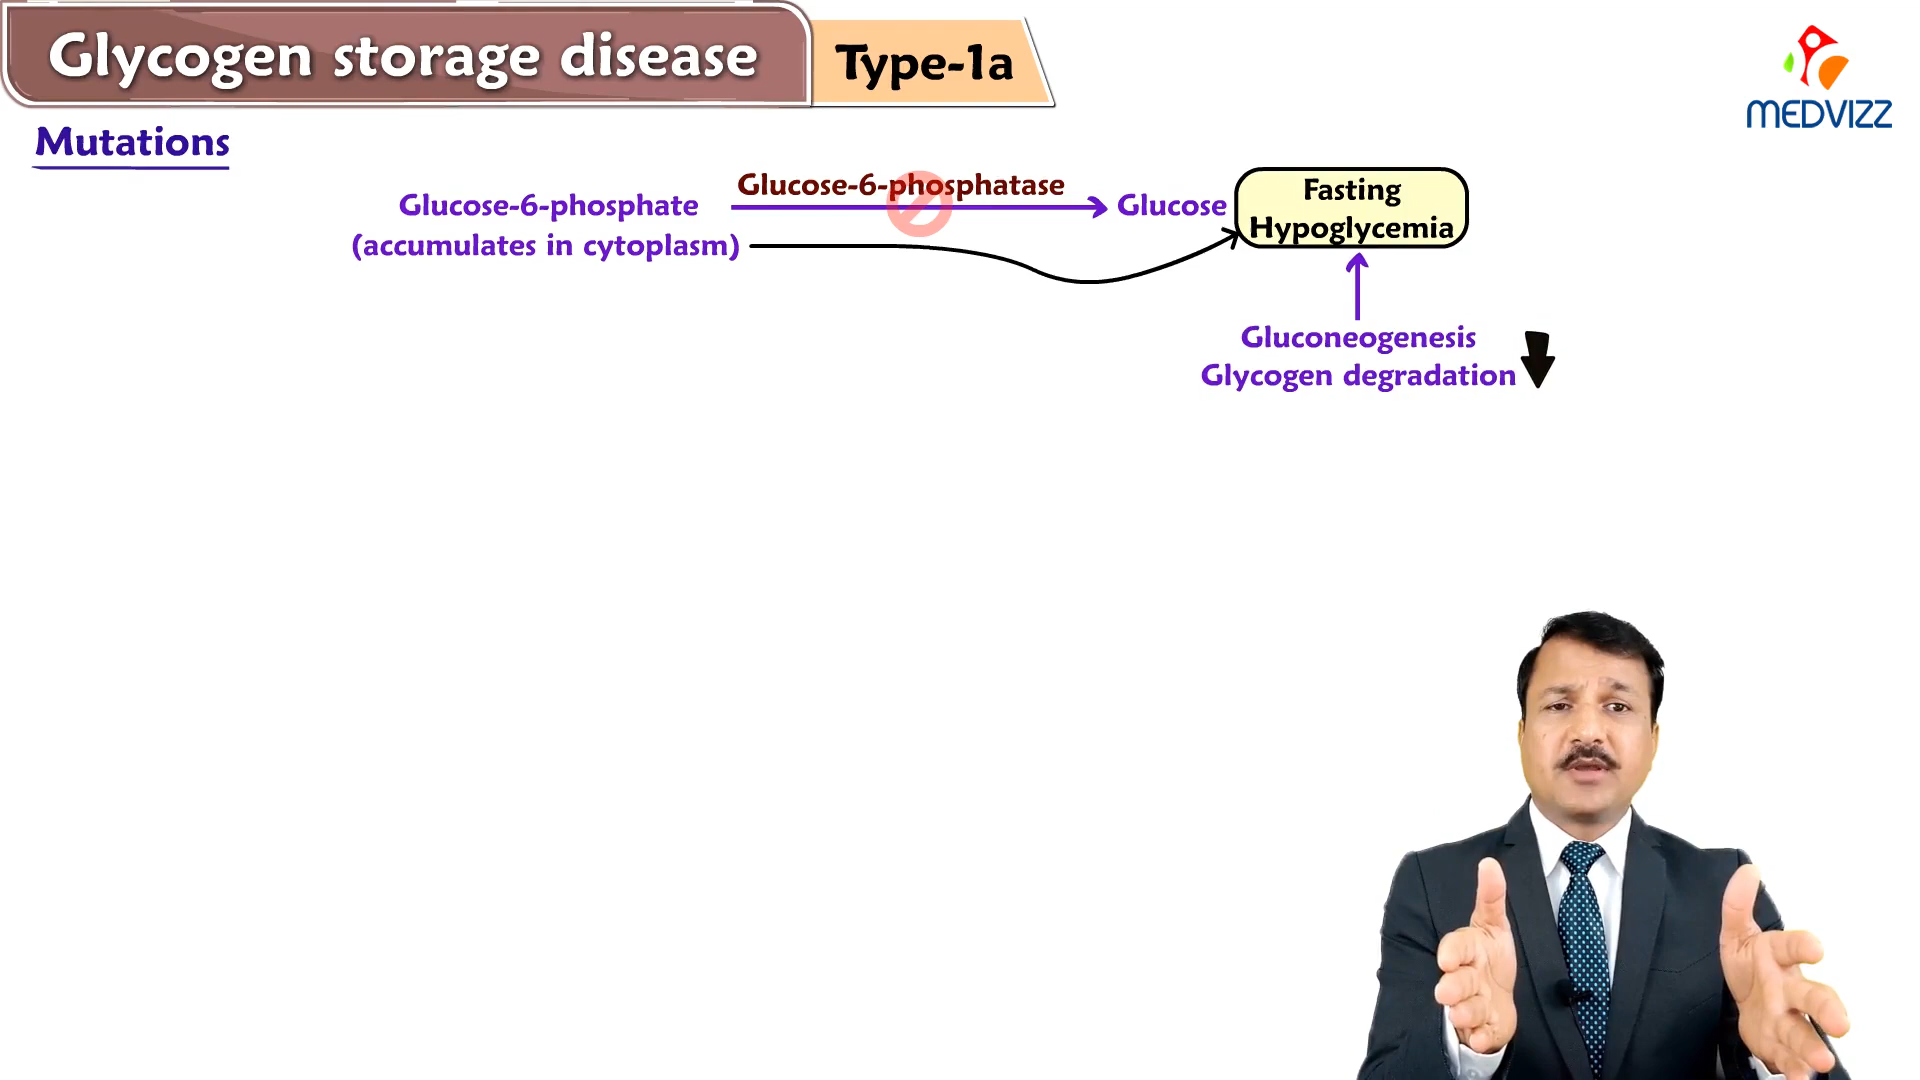 Glycogen storage disease
Type-1a
MEDVIZZ
Mutations
Glucose-6-phosphate
(accumulates in cytoplasm)
Glucose-6-phosphatase
Glucose
Fasting
Hypoglycemia
Gluconeogenesis
Glycogen degradation